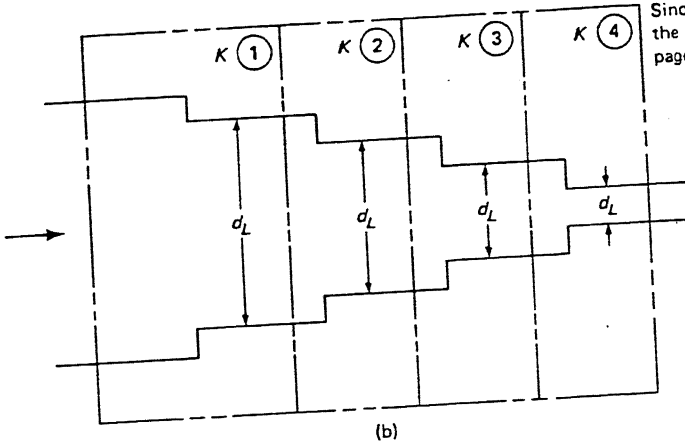 Sinc
the
page
K ① K ② K ③ K ④
d_L d_L d_L d_L
(b)